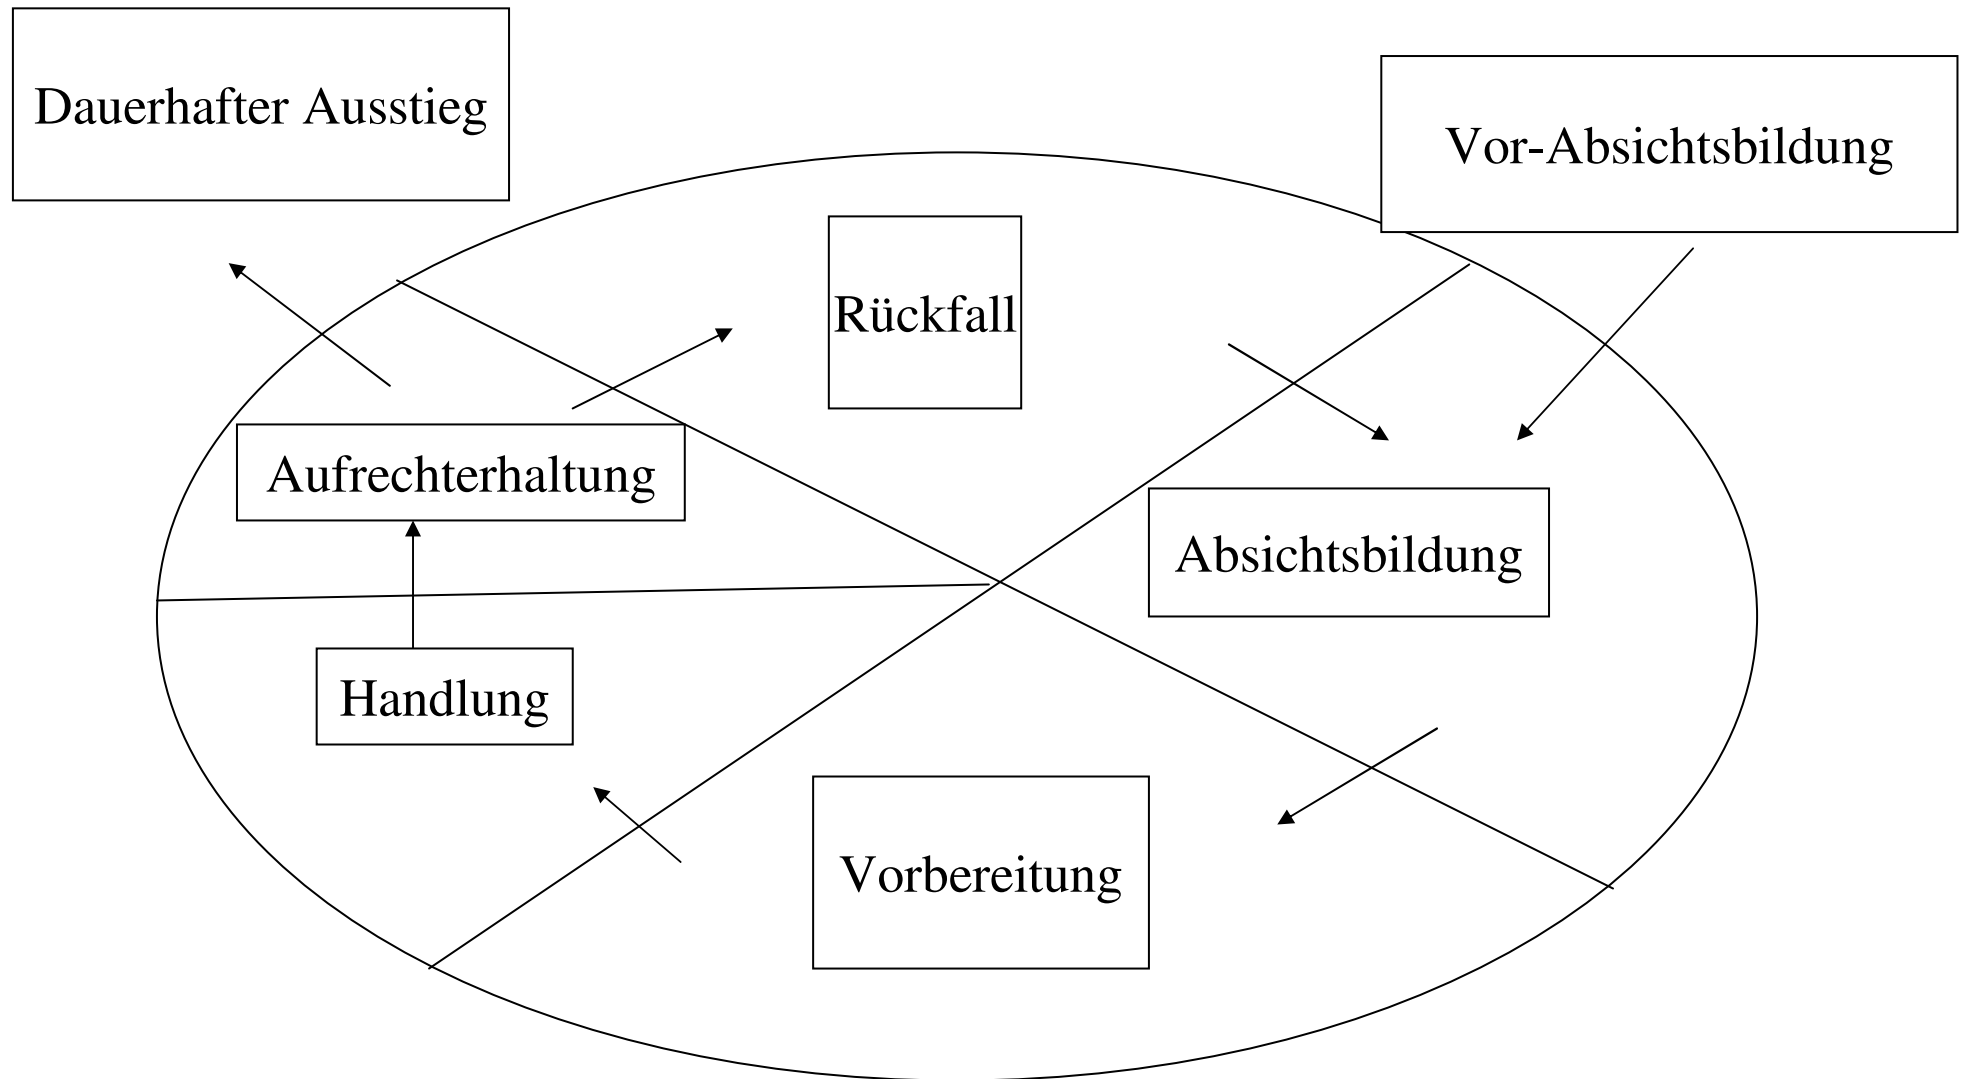 Dauerhafter Ausstieg
Vor-Absichtsbildung
Rückfall
Aufrechterhaltung
Absichtsbildung
Handlung
Vorbereitung